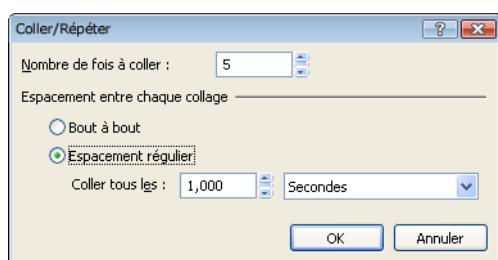 Coller/Répéter
Nombre de fois à coller : 5
Espacement entre chaque collage
Bout à bout
Espacement régulier
Coller tous les : 1,000 Secondes
OK Annuler